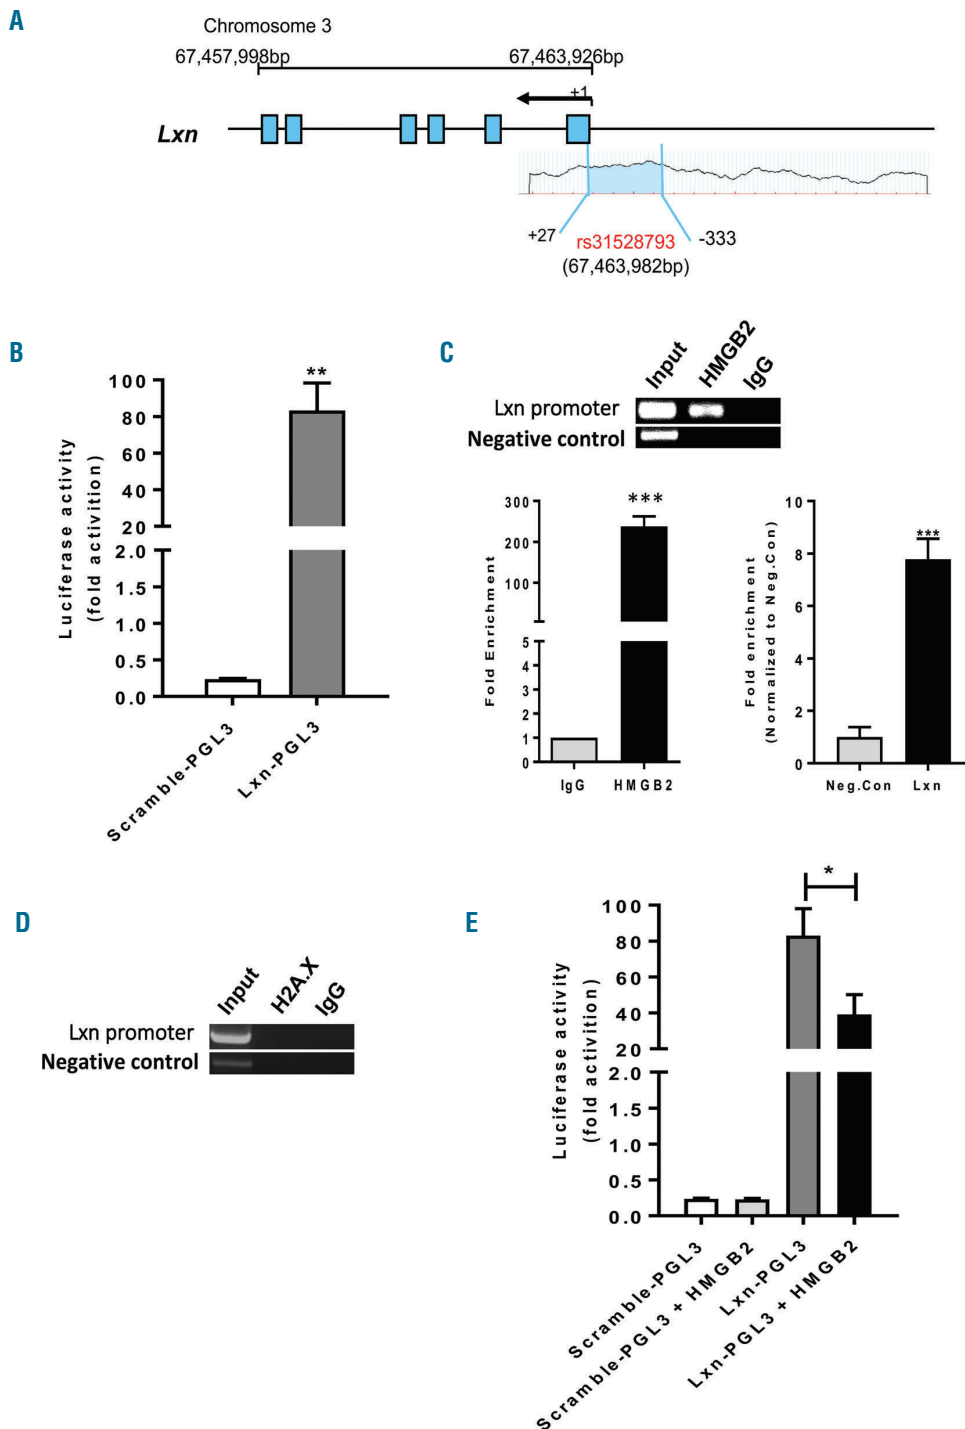 A
Chromosome 3
67,457,998bp 67,463,926bp
+1
Lxn
+27 rs31528793 -333
(67,463,982bp)
B
Luciferase activity
(fold activition)
100
80
60
40
20
2.0
1.5
1.0
0.5
0.0
**
Scramble-PGL3
Lxn-PGL3
C
Input HMGB2 IgG
Lxn promoter
Negative control
Fold Enrichment
300
200
100
5
4
3
2
1
0
***
IgG HMGB2
Fold enrichment
(Normalized to Neg.Con)
10
8
6
4
2
0
***
Neg.Con Lxn
D
Input H2A.X IgG
Lxn promoter
Negative control
E
Luciferase activity
(fold activition)
100
80
60
40
20
2.0
1.5
1.0
0.5
0.0
*
Scramble-PGL3
Scramble-PGL3 + HMGB2
Lxn-PGL3
Lxn-PGL3 + HMGB2